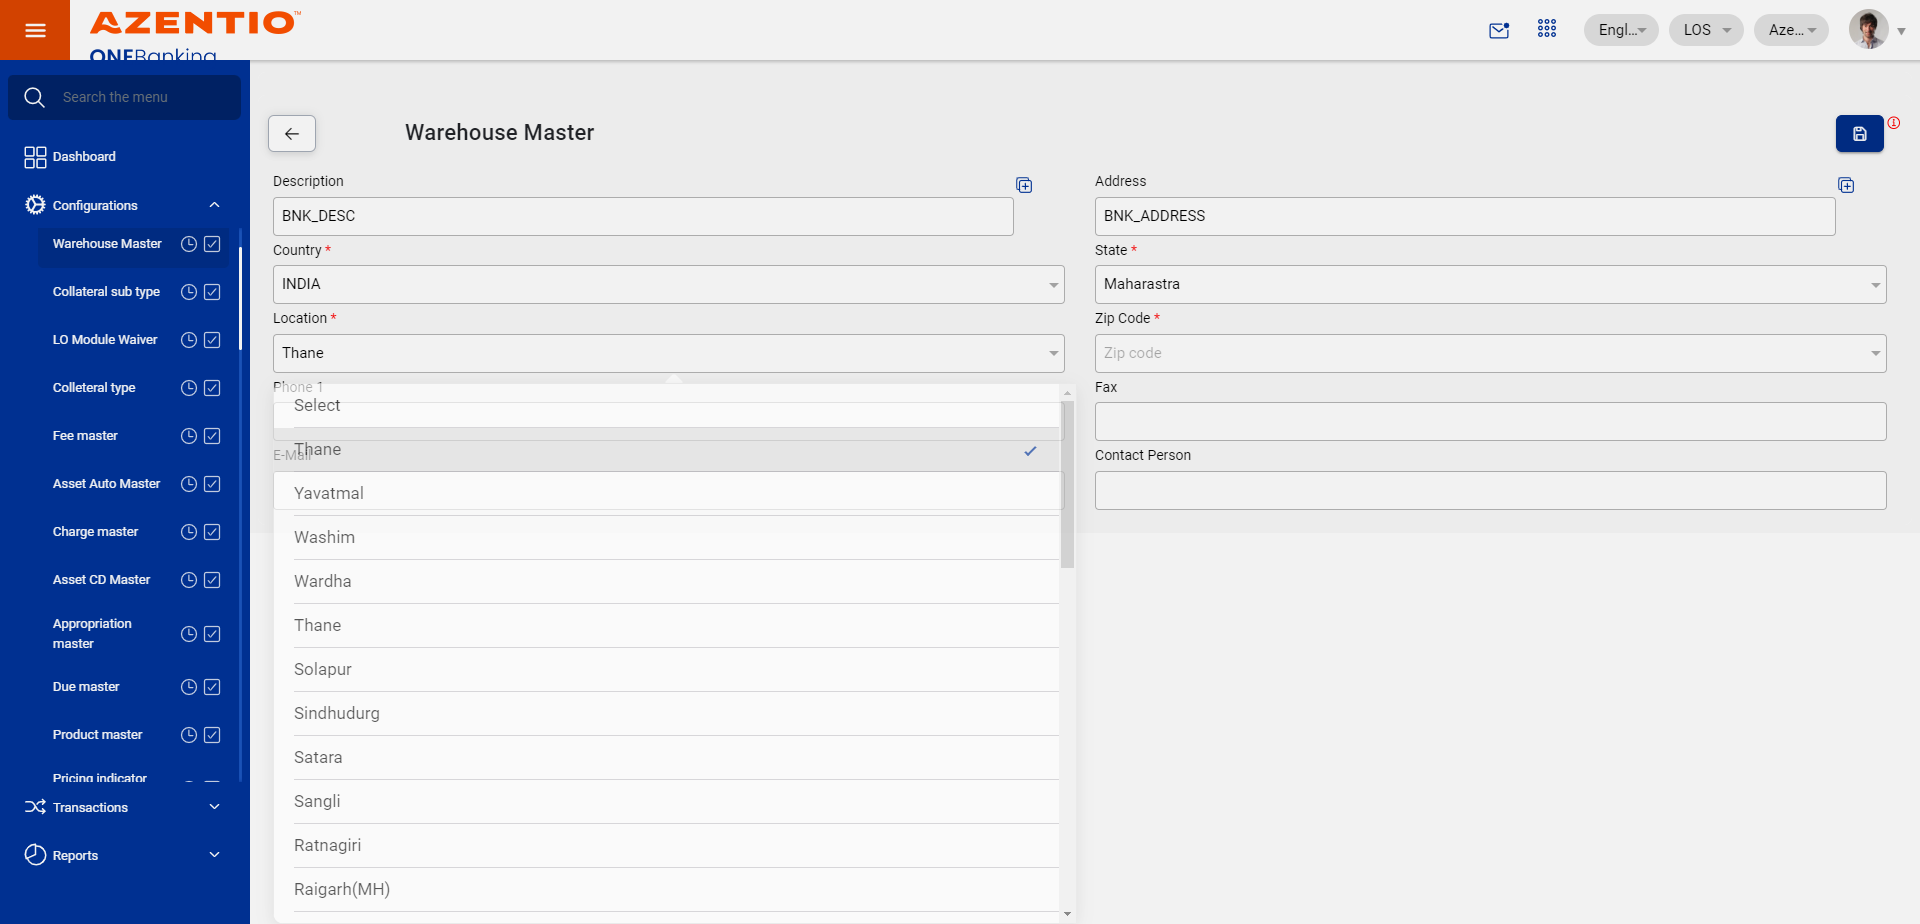 AZENTIO™
ONEBanking
Engl...
LOS
Aze...
Search the menu
Dashboard
Configurations
Warehouse Master
Collateral sub type
LO Module Waiver
Colleteral type
Fee master
Asset Auto Master
Charge master
Asset CD Master
Appropriation
master
Due master
Product master
Pricing indicator
Transactions
Reports
Warehouse Master
Description
BNK_DESC
Address
BNK_ADDRESS
Country *
INDIA
State *
Maharastra
Location *
Thane
Zip Code *
Zip code
Phone 1
Fax
E-Mail
Contact Person
Select
Thane
Yavatmal
Washim
Wardha
Thane
Solapur
Sindhudurg
Satara
Sangli
Ratnagiri
Raigarh(MH)